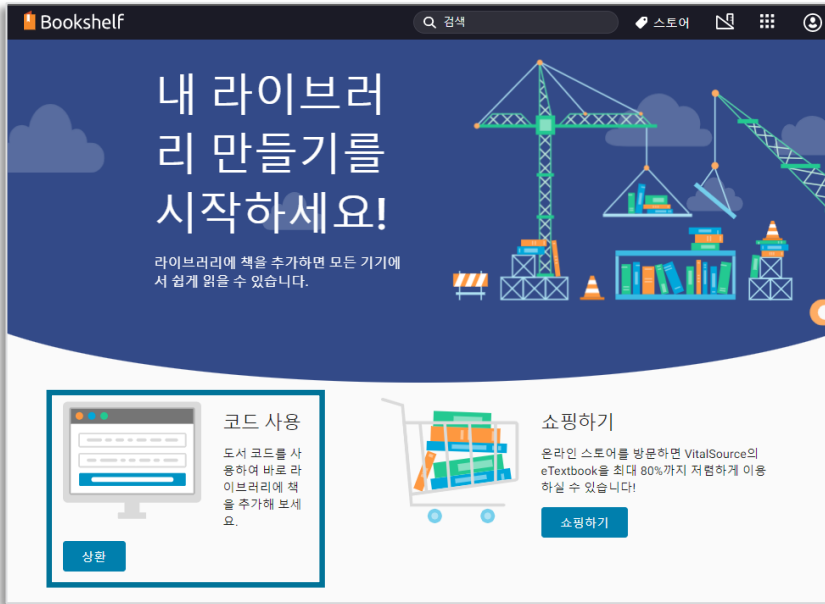 Bookshelf
검색
스토어
내 라이브러
리 만들기를
시작하세요!
라이브러리에 책을 추가하면 모든 기기에
서 쉽게 읽을 수 있습니다.
코드 사용
도서 코드를 사
용하여 바로 라
이브러리에 책
을 추가해 보세
요.
상환
쇼핑하기
온라인 스토어를 방문하면 VitalSource의
eTextbook을 최대 80%까지 저렴하게 이용
하실 수 있습니다!
쇼핑하기